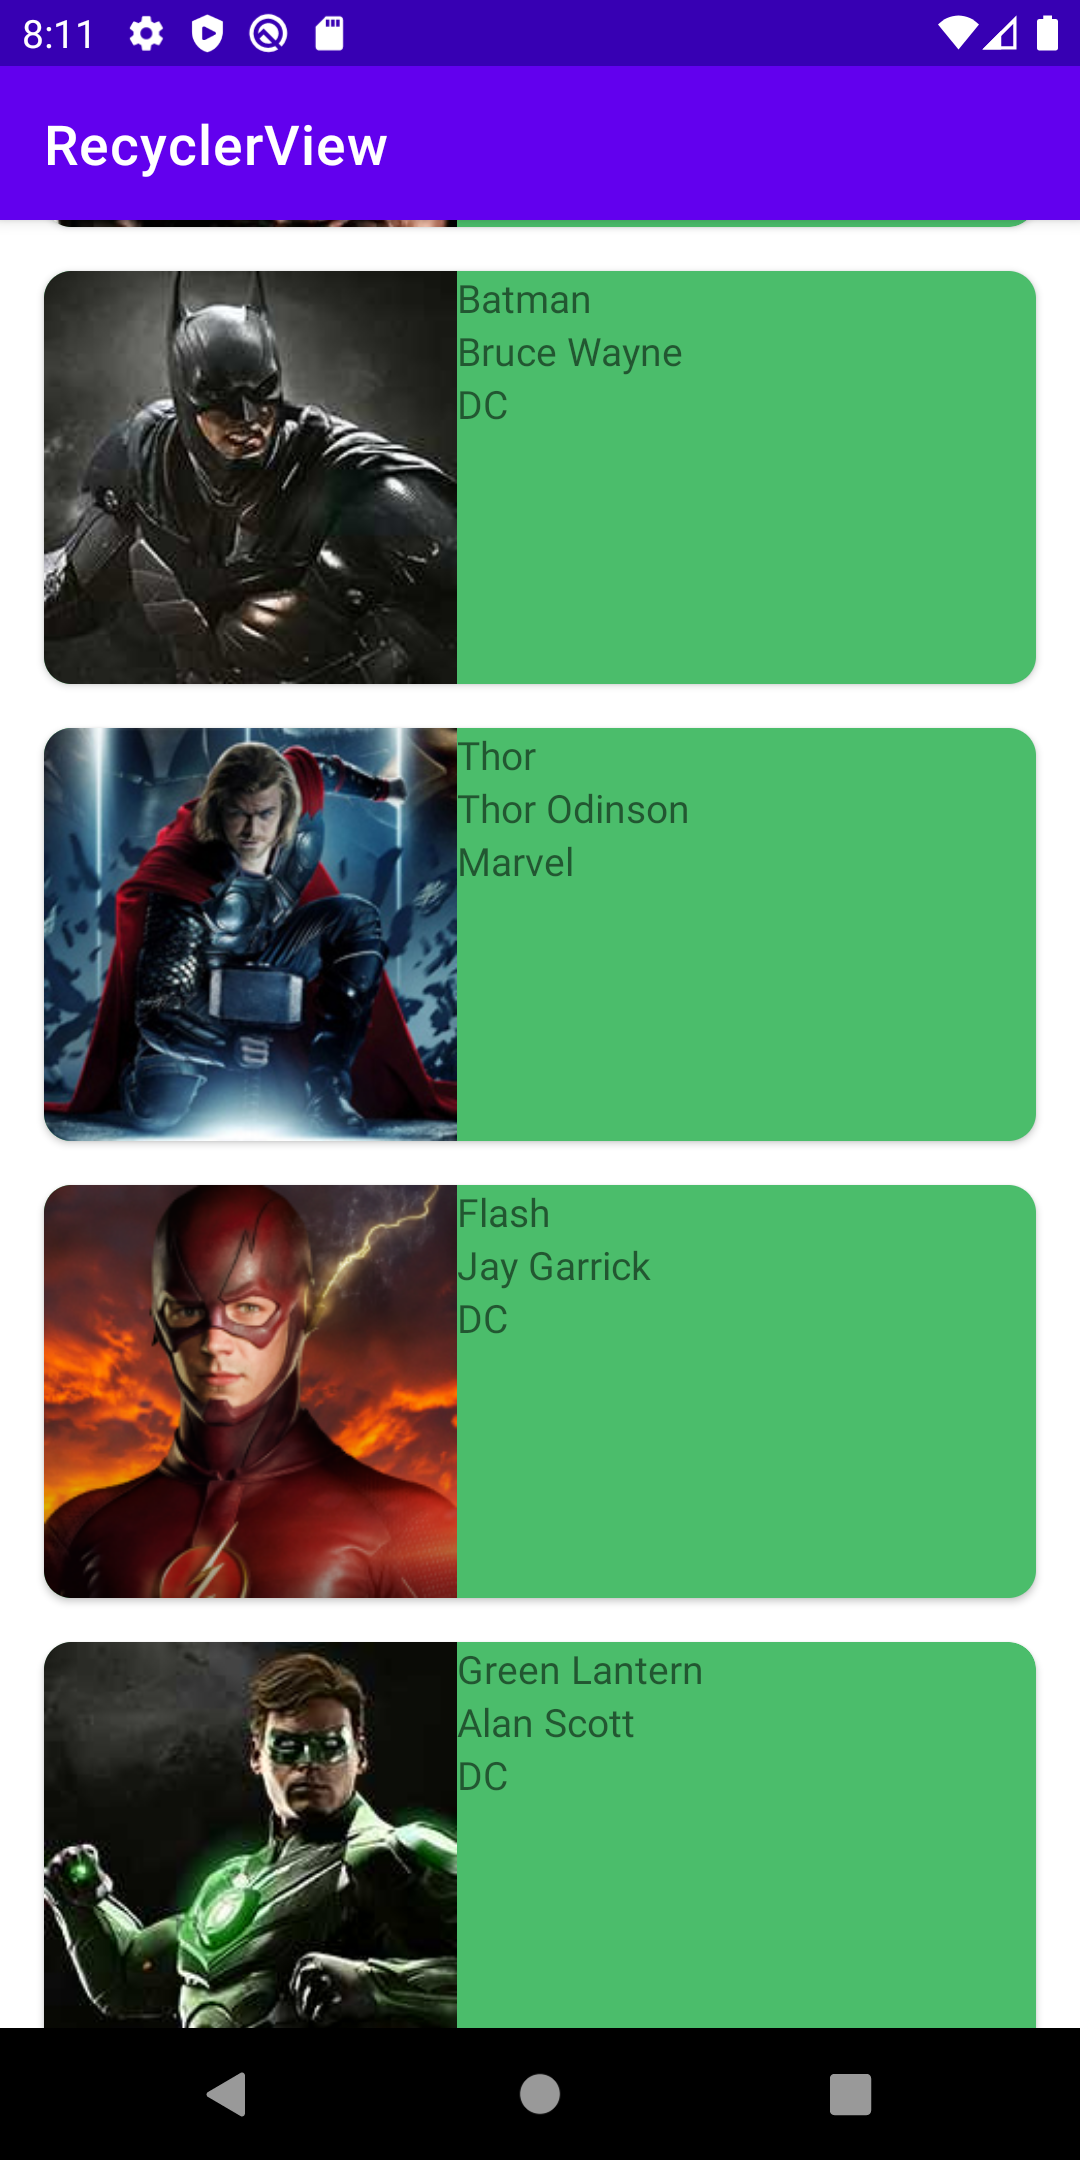 8:11
RecyclerView
Batman
Bruce Wayne
DC
Thor
Thor Odinson
Marvel
Flash
Jay Garrick
DC
Green Lantern
Alan Scott
DC